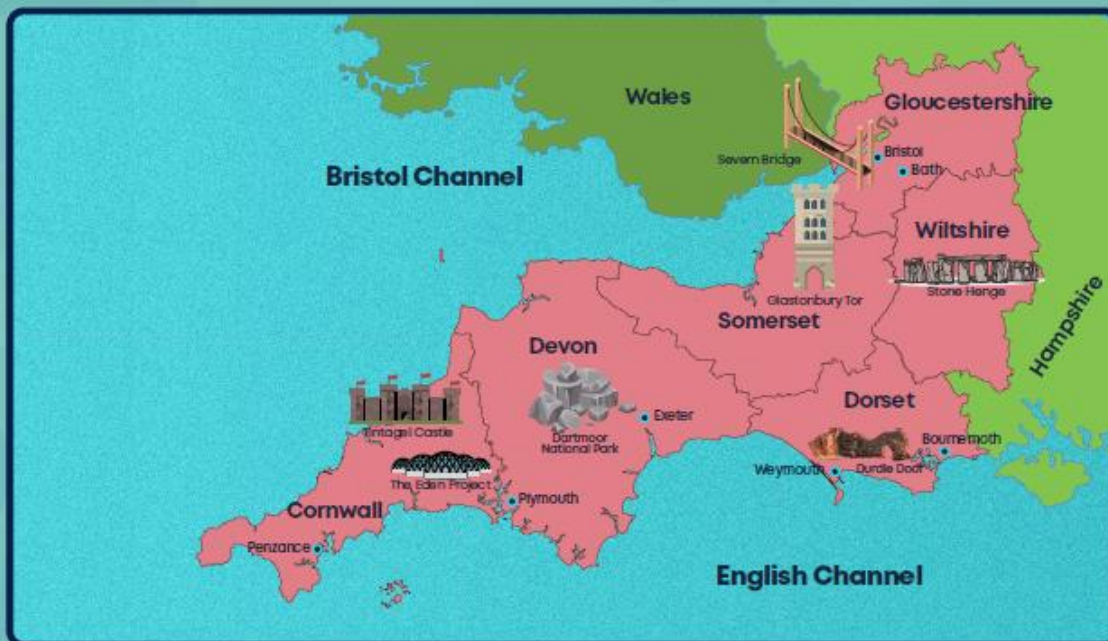 Wales
Gloucestershire
Severn Bridge
Bristol
Bath
Bristol Channel
Wiltshire
Stone Henge
Glastonbury Tor
Somerset
Hampshire
Devon
Dorset
Tintagel Castle
Exeter
Dartmoor
National Park
Bournemoth
Weymouth
Durdle Door
The Eden Project
Plymouth
Cornwall
Penzance
English Channel